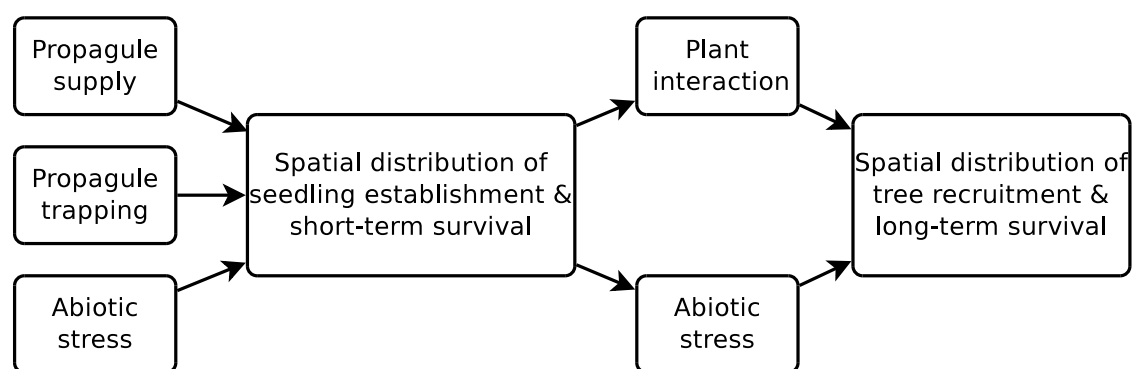 Propagule
supply
Propagule
trapping
Abiotic
stress
Spatial distribution of
seedling establishment &
short-term survival
Plant
interaction
Abiotic
stress
Spatial distribution of
tree recruitment &
long-term survival